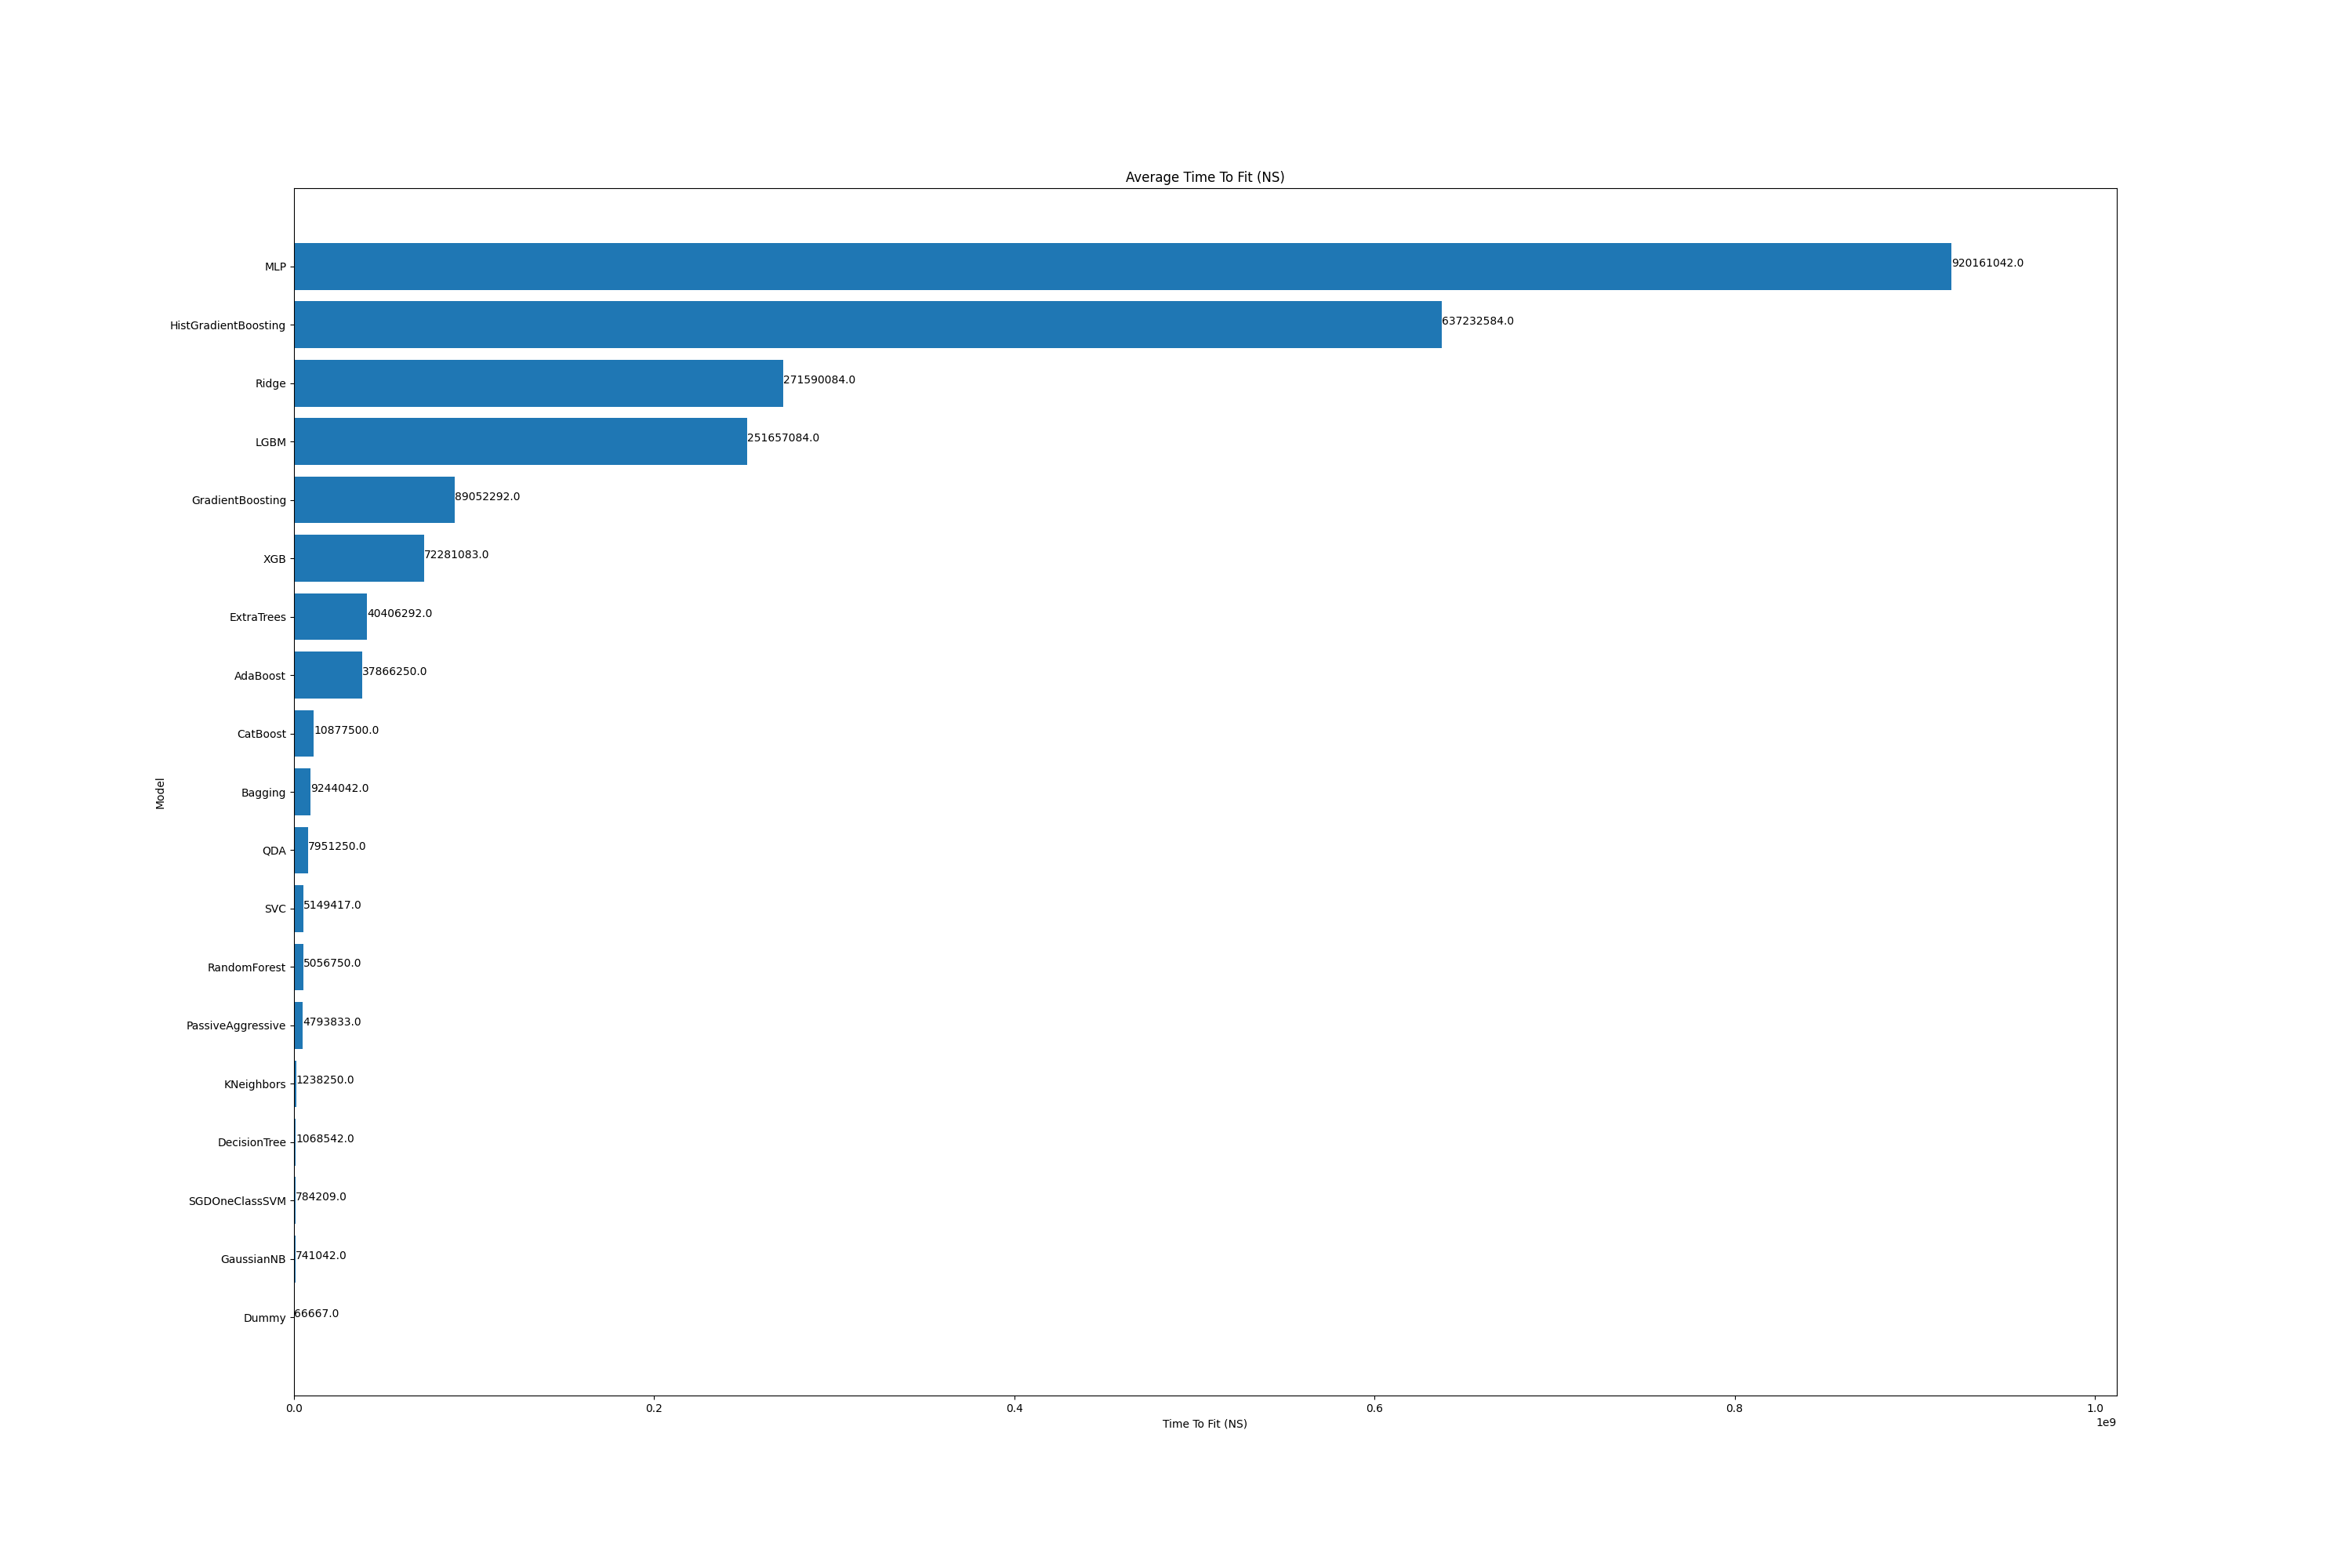 Average Time To Fit (NS)
MLP
920161042.0
HistGradientBoosting
637232584.0
Ridge
271590084.0
LGBM
251657084.0
GradientBoosting
89052292.0
XGB
72281083.0
ExtraTrees
40406292.0
AdaBoost
37866250.0
CatBoost
10877500.0
Model
Bagging
9244042.0
QDA
7951250.0
SVC
5149417.0
RandomForest
5056750.0
PassiveAggressive
4793833.0
KNeighbors
1238250.0
DecisionTree
1068542.0
SGDOneClassSVM
784209.0
GaussianNB
741042.0
Dummy
66667.0
0.0 0.2 0.4 0.6 0.8 1.0
1e9
Time To Fit (NS)